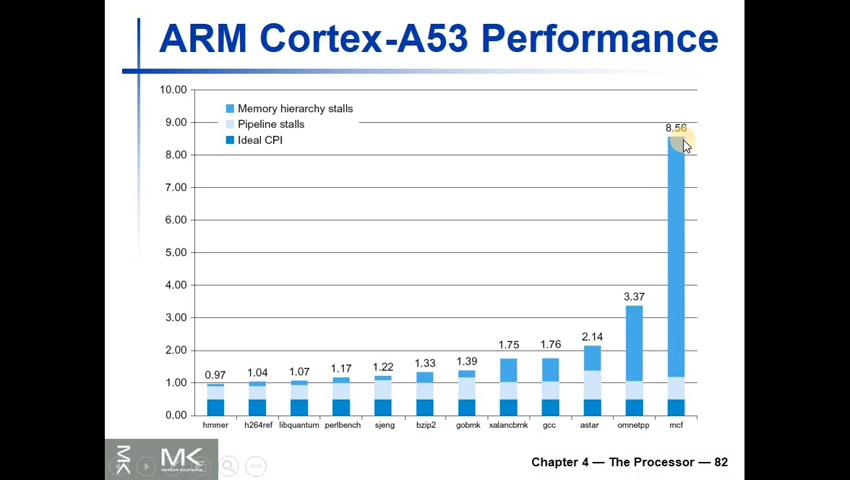 ARM Cortex-A53 Performance
10.00
9.00
8.00
7.00
6.00
5.00
4.00
3.00
2.00
1.00
0.00
Memory hierarchy stalls
Pipeline stalls
Ideal CPI
0.97
1.04
1.07
1.17
1.22
1.33
1.39
1.75
1.76
2.14
3.37
8.56
hmmer
h264ref
libquantum
perlbench
sjeng
bzip2
gobmk
xalancbmk
gcc
astar
omnetpp
mcf
MK
MK
MORGAN KAUFMANN
Chapter 4 — The Processor — 82